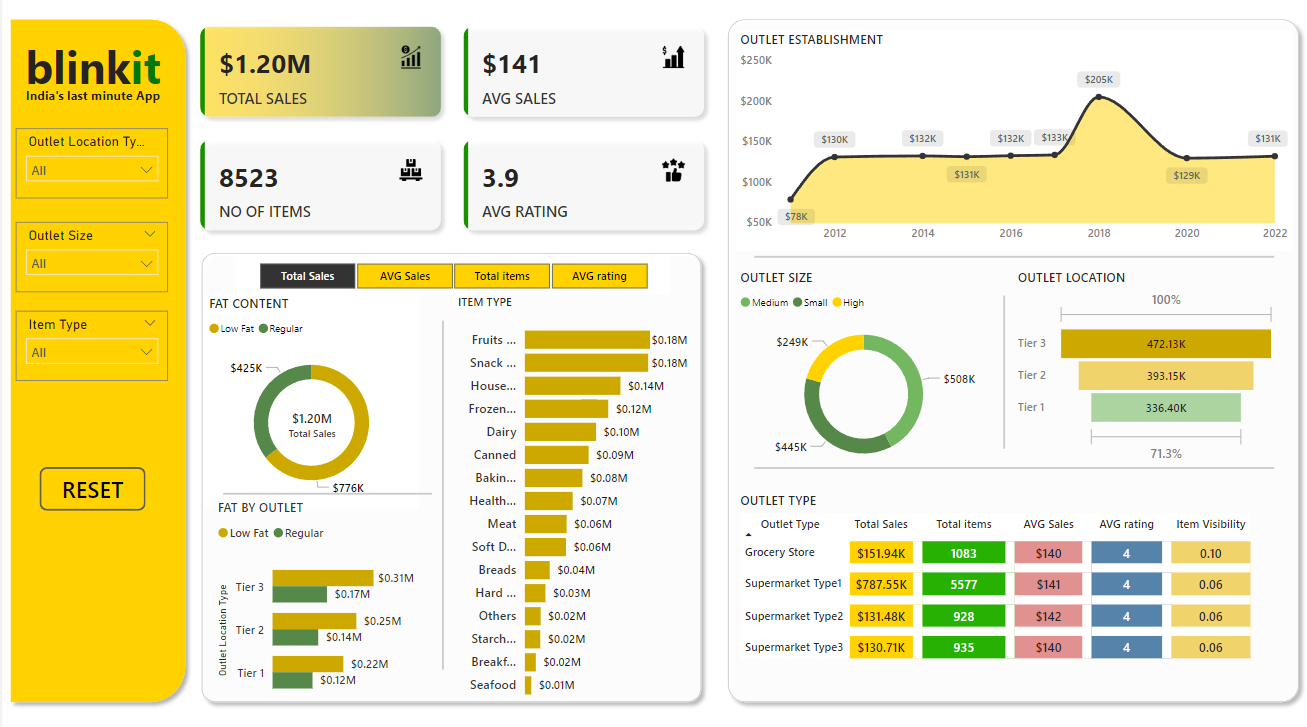 blinkit
India's last minute App
Outlet Location Ty...
All
Outlet Size
All
Item Type
All
RESET
$1.20M
TOTAL SALES
$141
AVG SALES
8523
NO OF ITEMS
3.9
AVG RATING
Total Sales AVG Sales Total items AVG rating
FAT CONTENT
Low Fat Regular
$425K
$1.20M
Total Sales
$776K
FAT BY OUTLET
Low Fat Regular
Outlet Location Type
Tier 3 $0.31M
$0.17M
Tier 2 $0.25M
$0.14M
Tier 1 $0.22M
$0.12M
ITEM TYPE
Fruits ... $0.18M
Snack ... $0.18M
House... $0.14M
Frozen... $0.12M
Dairy $0.10M
Canned $0.09M
Bakin... $0.08M
Health... $0.07M
Meat $0.06M
Soft D... $0.06M
Breads $0.04M
Hard ... $0.03M
Others $0.02M
Starch... $0.02M
Breakf... $0.02M
Seafood $0.01M
OUTLET ESTABLISHMENT
$250K
$200K
$150K
$100K
$50K
$78K $130K $132K $131K $132K $133K $205K $129K $131K
2012 2014 2016 2018 2020 2022
OUTLET SIZE
Medium Small High
$249K
$508K
$445K
OUTLET LOCATION
100%
Tier 3 472.13K
Tier 2 393.15K
Tier 1 336.40K
71.3%
OUTLET TYPE
Outlet Type Total Sales Total items AVG Sales AVG rating Item Visibility
Grocery Store $151.94K 1083 $140 4 0.10
Supermarket Type1 $787.55K 5577 $141 4 0.06
Supermarket Type2 $131.48K 928 $142 4 0.06
Supermarket Type3 $130.71K 935 $140 4 0.06